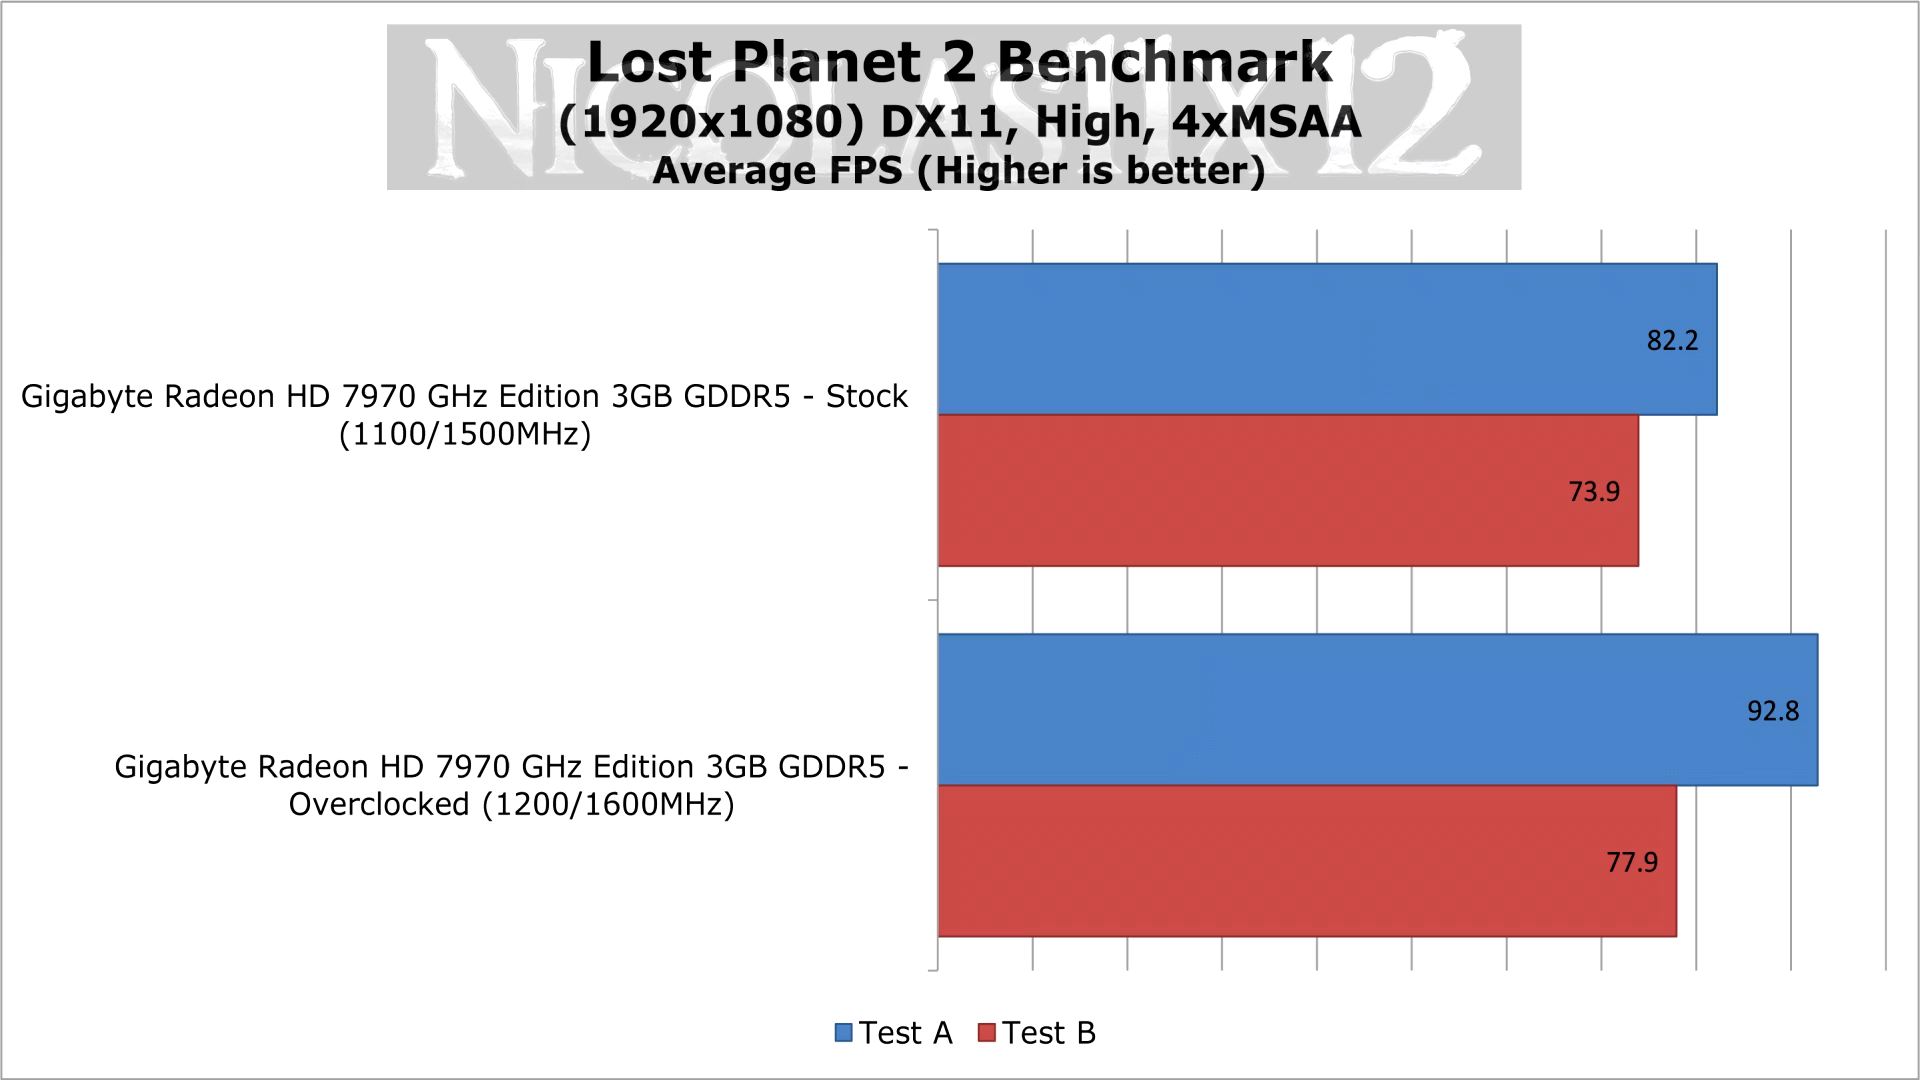 Nicolas11x12
Lost Planet 2 Benchmark
(1920x1080) DX11, High, 4xMSAA
Average FPS (Higher is better)
Gigabyte Radeon HD 7970 GHz Edition 3GB GDDR5 - Stock
(1100/1500MHz)
82.2
73.9
Gigabyte Radeon HD 7970 GHz Edition 3GB GDDR5 -
Overclocked (1200/1600MHz)
92.8
77.9
Test A
Test B